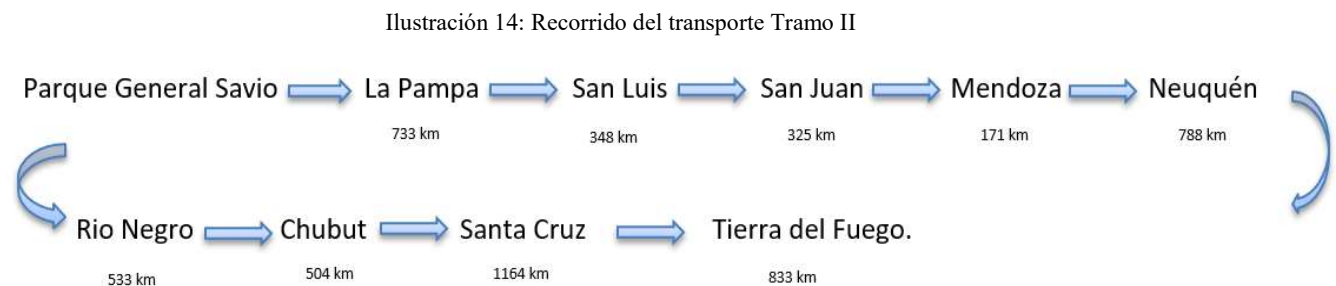 Ilustración 14: Recorrido del transporte Tramo II
Parque General Savio La Pampa San Luis San Juan Mendoza Neuquén
733 km 348 km 325 km 171 km 788 km
Rio Negro Chubut Santa Cruz Tierra del Fuego.
533 km 504 km 1164 km 833 km